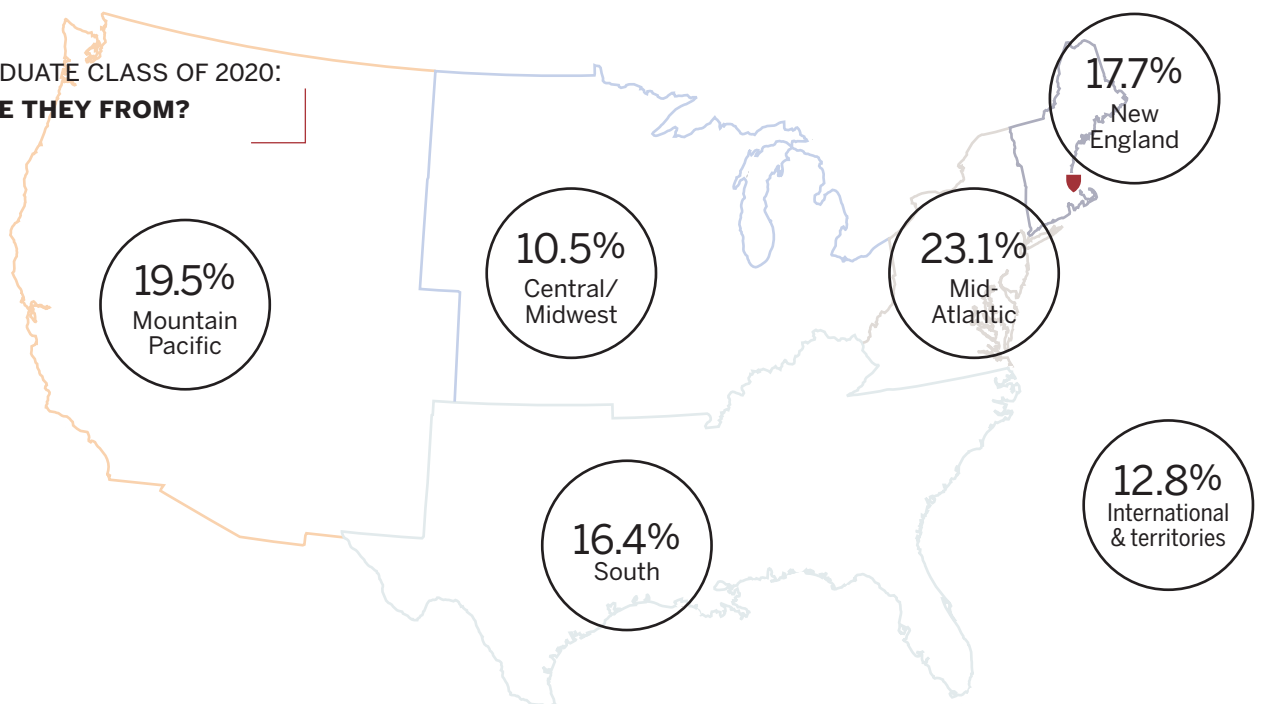 DUATE CLASS OF 2020:
E THEY FROM?
17.7%
New
England
10.5%
Central/
Midwest
23.1%
Mid-
Atlantic
19.5%
Mountain
Pacific
12.8%
International
& territories
16.4%
South